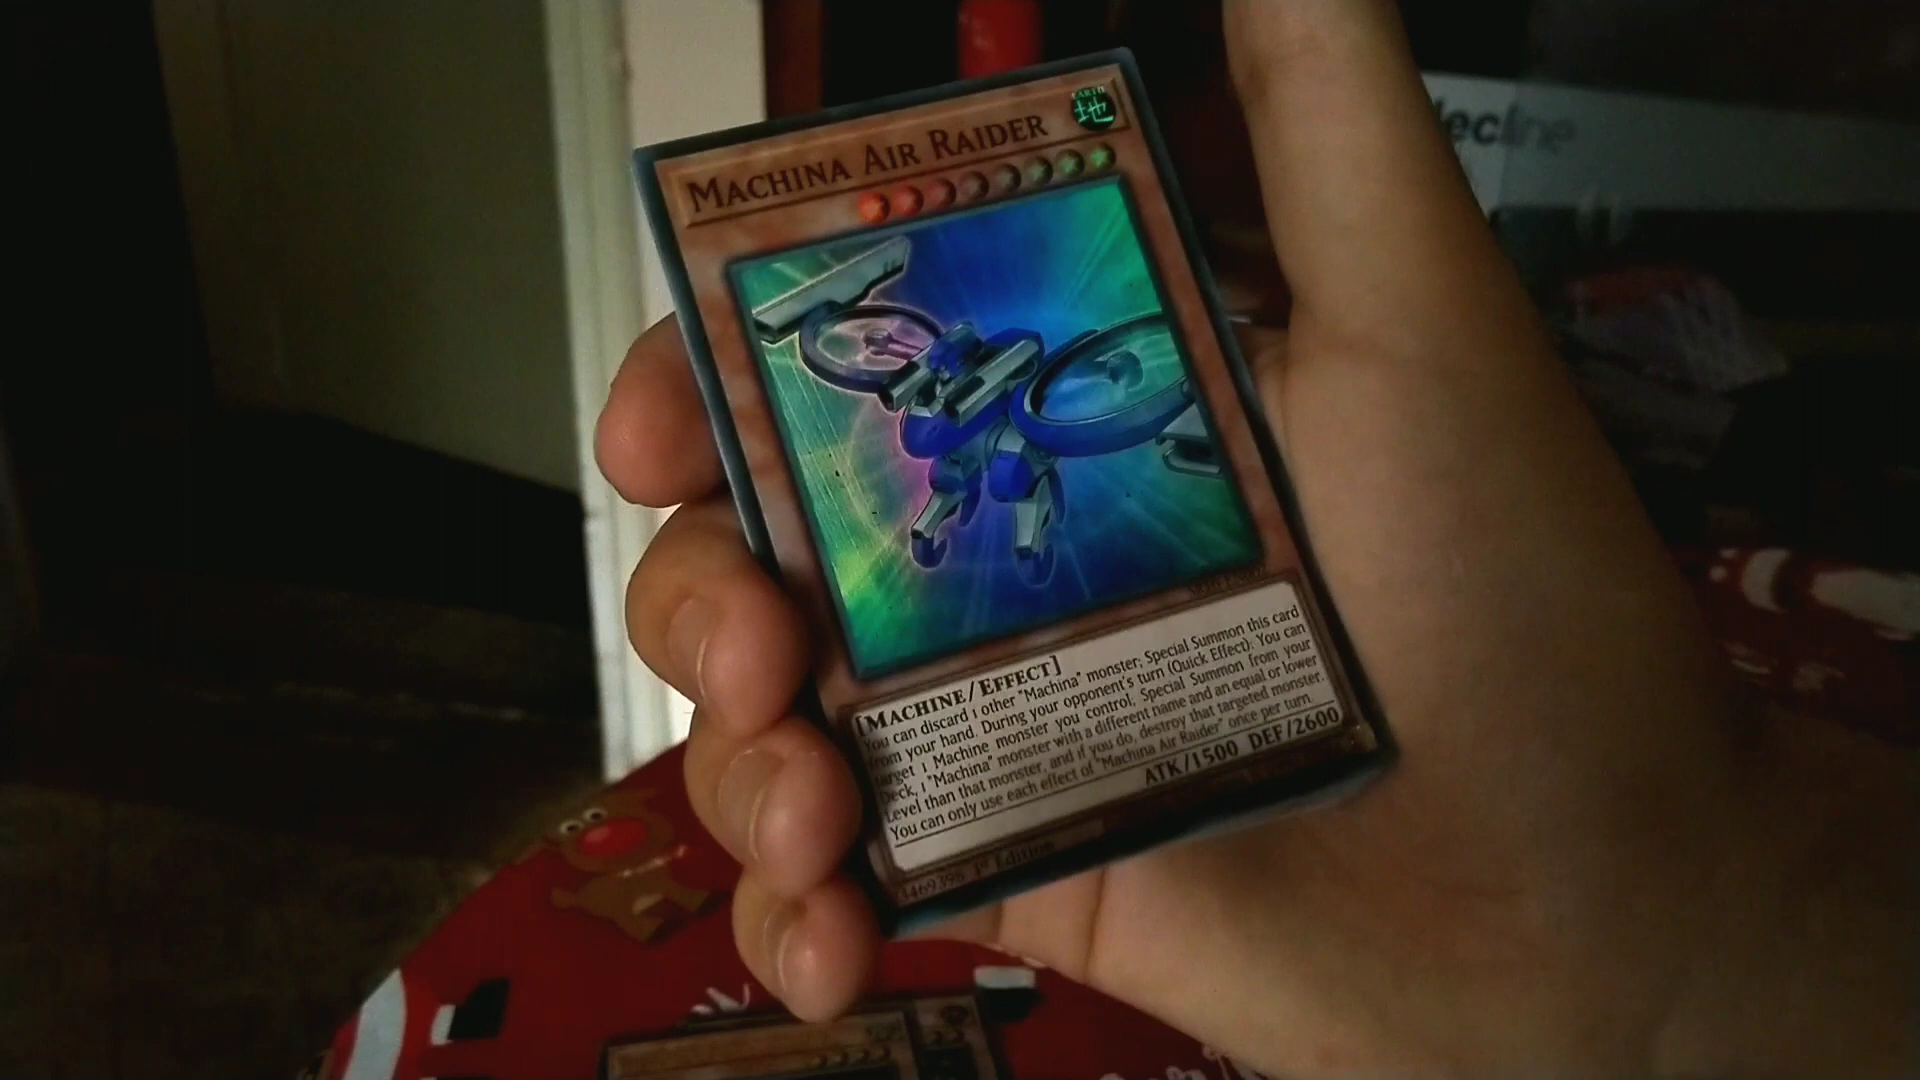 MACHINA AIR RAIDER
EARTH
地
[MACHINE/EFFECT]
You can discard 1 other "Machina" monster; Special Summon this card
from your hand. During your opponent's turn (Quick Effect): You can
target 1 Machine monster you control; Special Summon from your
Deck, 1 "Machina" monster with a different name and an equal or lower
Level than that monster, and if you do, destroy that targeted monster.
You can only use each effect of "Machina Air Raider" once per turn.
ATK/1500 DEF/2600
1st Edition
decline